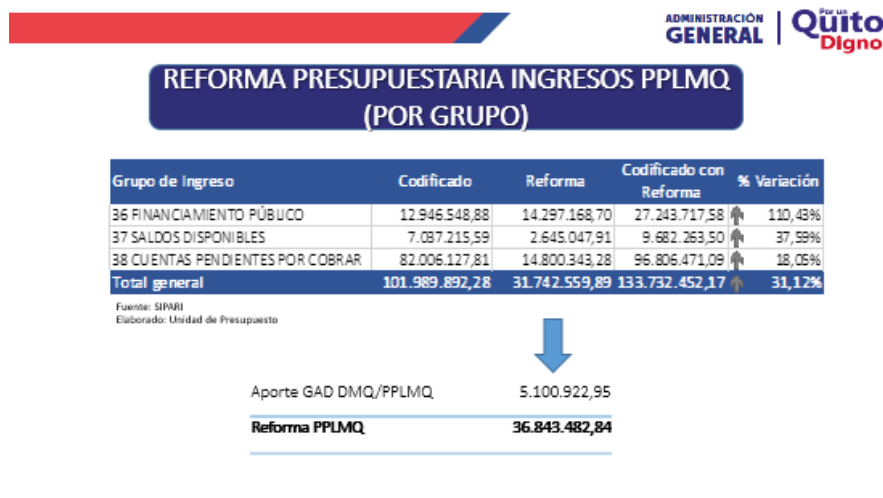 ADMINISTRACIÓN
GENERAL
Por un
Quito
Digno
REFORMA PRESUPUESTARIA INGRESOS PPLMQ
(POR GRUPO)
Grupo de Ingreso Codificado Reforma Codificado con Reforma % Variación
36 FINANCIAMIENTO PÚBLICO 12.946.548,88 14.297.168,70 27.243.717,58 110,43%
37 SALDOS DISPONIBLES 7.037.215,59 2.645.047,91 9.682.263,50 37,59%
38 CUENTAS PENDIENTES POR COBRAR 82.006.127,81 14.800.343,28 96.806.471,09 18,05%
Total general 101.989.892,28 31.742.559,89 133.732.452,17 31,12%
Fuente: SIPARI
Elaborado: Unidad de Presupuesto
Aporte GAD DMQ/PPLMQ 5.100.922,95
Reforma PPLMQ 36.843.482,84